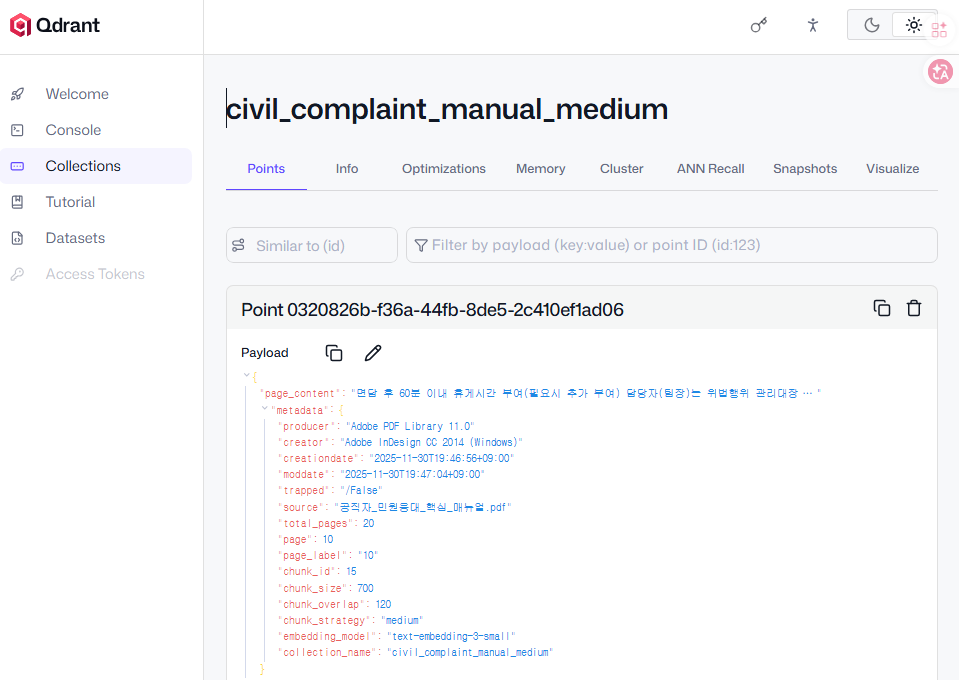 Qdrant
Welcome
Console
Collections
Tutorial
Datasets
Access Tokens
civil_complaint_manual_medium
Points Info Optimizations Memory Cluster ANN Recall Snapshots Visualize
Similar to (id) Filter by payload (key:value) or point ID (id:123)
Point 0320826b-f36a-44fb-8de5-2c410ef1ad06
Payload
{
"page_content": "면담 후 60분 이내 휴게시간 부여(필요시 추가 부여) 담당자(팀장)는 위법행위 관리대장 … "
"metadata": {
"producer": "Adobe PDF Library 11.0"
"creator": "Adobe InDesign CC 2014 (Windows)"
"creationdate": "2025-11-30T19:46:56+09:00"
"moddate": "2025-11-30T19:47:04+09:00"
"trapped": "/False"
"source": "공직자_민원응대_핵심_매뉴얼.pdf"
"total_pages": 20
"page": 10
"page_label": "10"
"chunk_id": 15
"chunk_size": 700
"chunk_overlap": 120
"chunk_strategy": "medium"
"embedding_model": "text-embedding-3-small"
"collection_name": "civil_complaint_manual_medium"
}